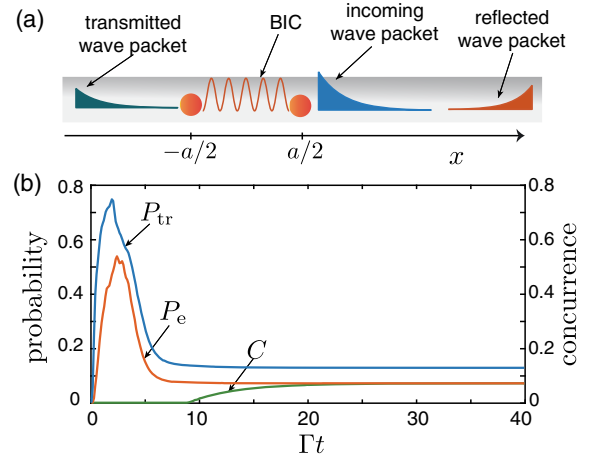 (a)
transmitted
wave packet
BIC
incoming
wave packet
reflected
wave packet
−a/2
a/2
x
(b)
0.8
0.6
0.4
0.2
0
probability
P_tr
P_e
C
0.8
0.6
0.4
0.2
0
concurrence
0
10
20
30
40
Γt